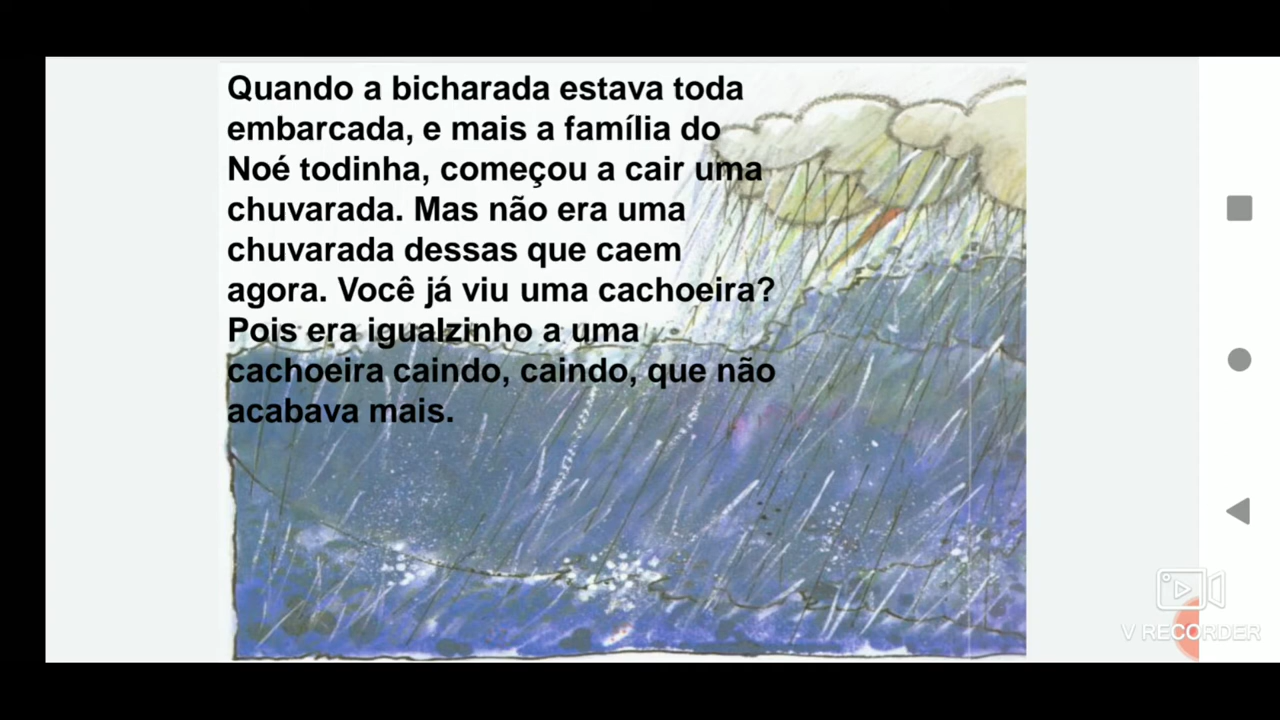 Quando a bicharada estava toda
embarcada, e mais a família do
Noé todinha, começou a cair uma
chuvarada. Mas não era uma
chuvarada dessas que caem
agora. Você já viu uma cachoeira?
Pois era igualzinho a uma
cachoeira caindo, caindo, que não
acabava mais.
V RECORDER